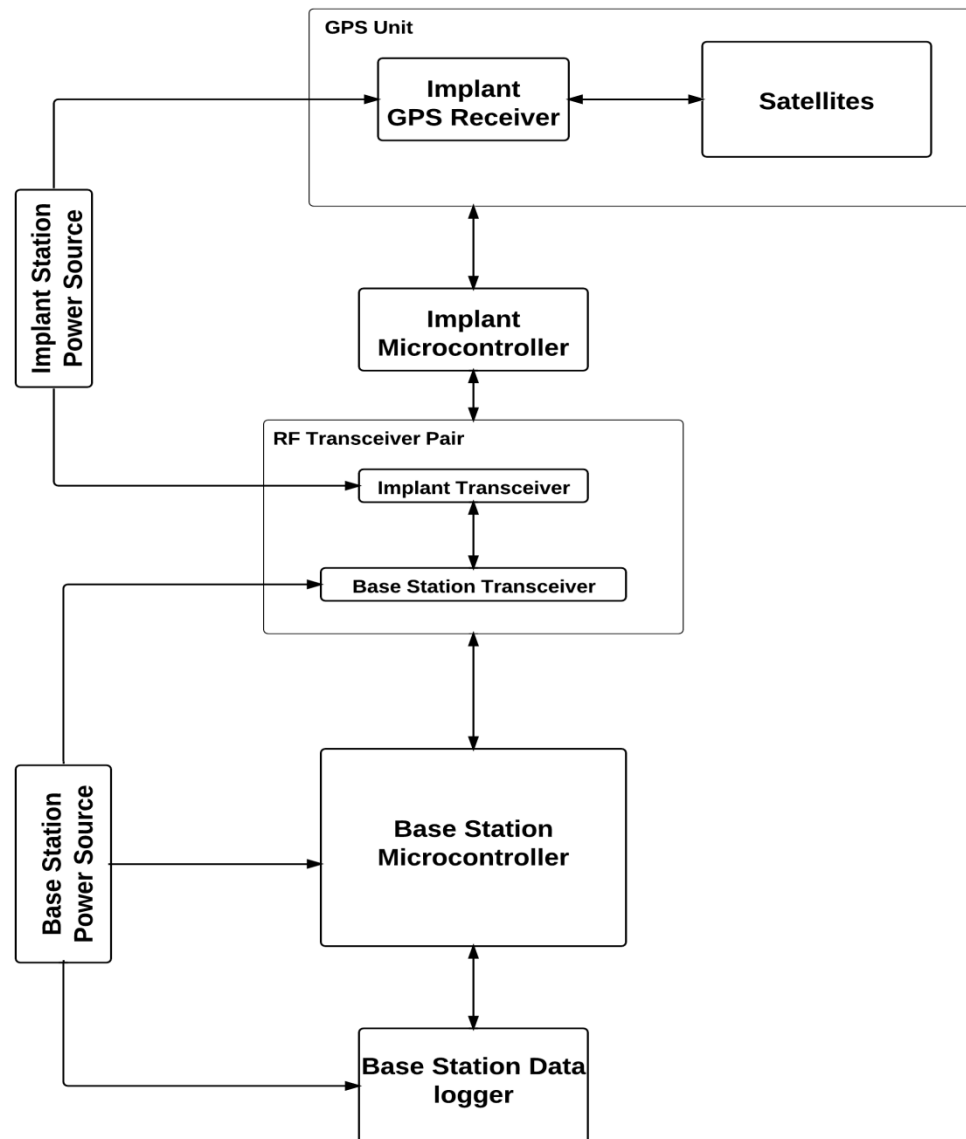 GPS Unit
Implant
GPS Receiver
Satellites
Implant Station
Power Source
Implant
Microcontroller
RF Transceiver Pair
Implant Transceiver
Base Station Transceiver
Base Station
Power Source
Base Station
Microcontroller
Base Station Data
logger